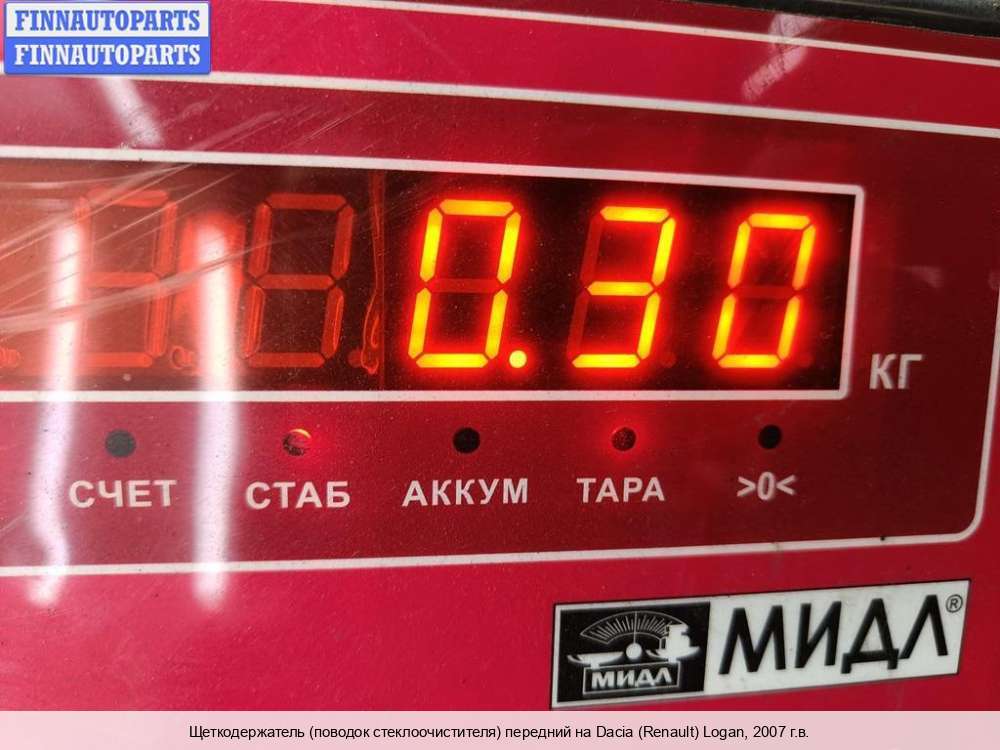 FINNAUTOPARTS
FINNAUTOPARTS
0.30
КГ
СЧЕТ СТАБ АККУМ ТАРА >0<
МИДЛ МИДЛ®
Щеткодержатель (поводок стеклоочистителя) передний на Dacia (Renault) Logan, 2007 г.в.